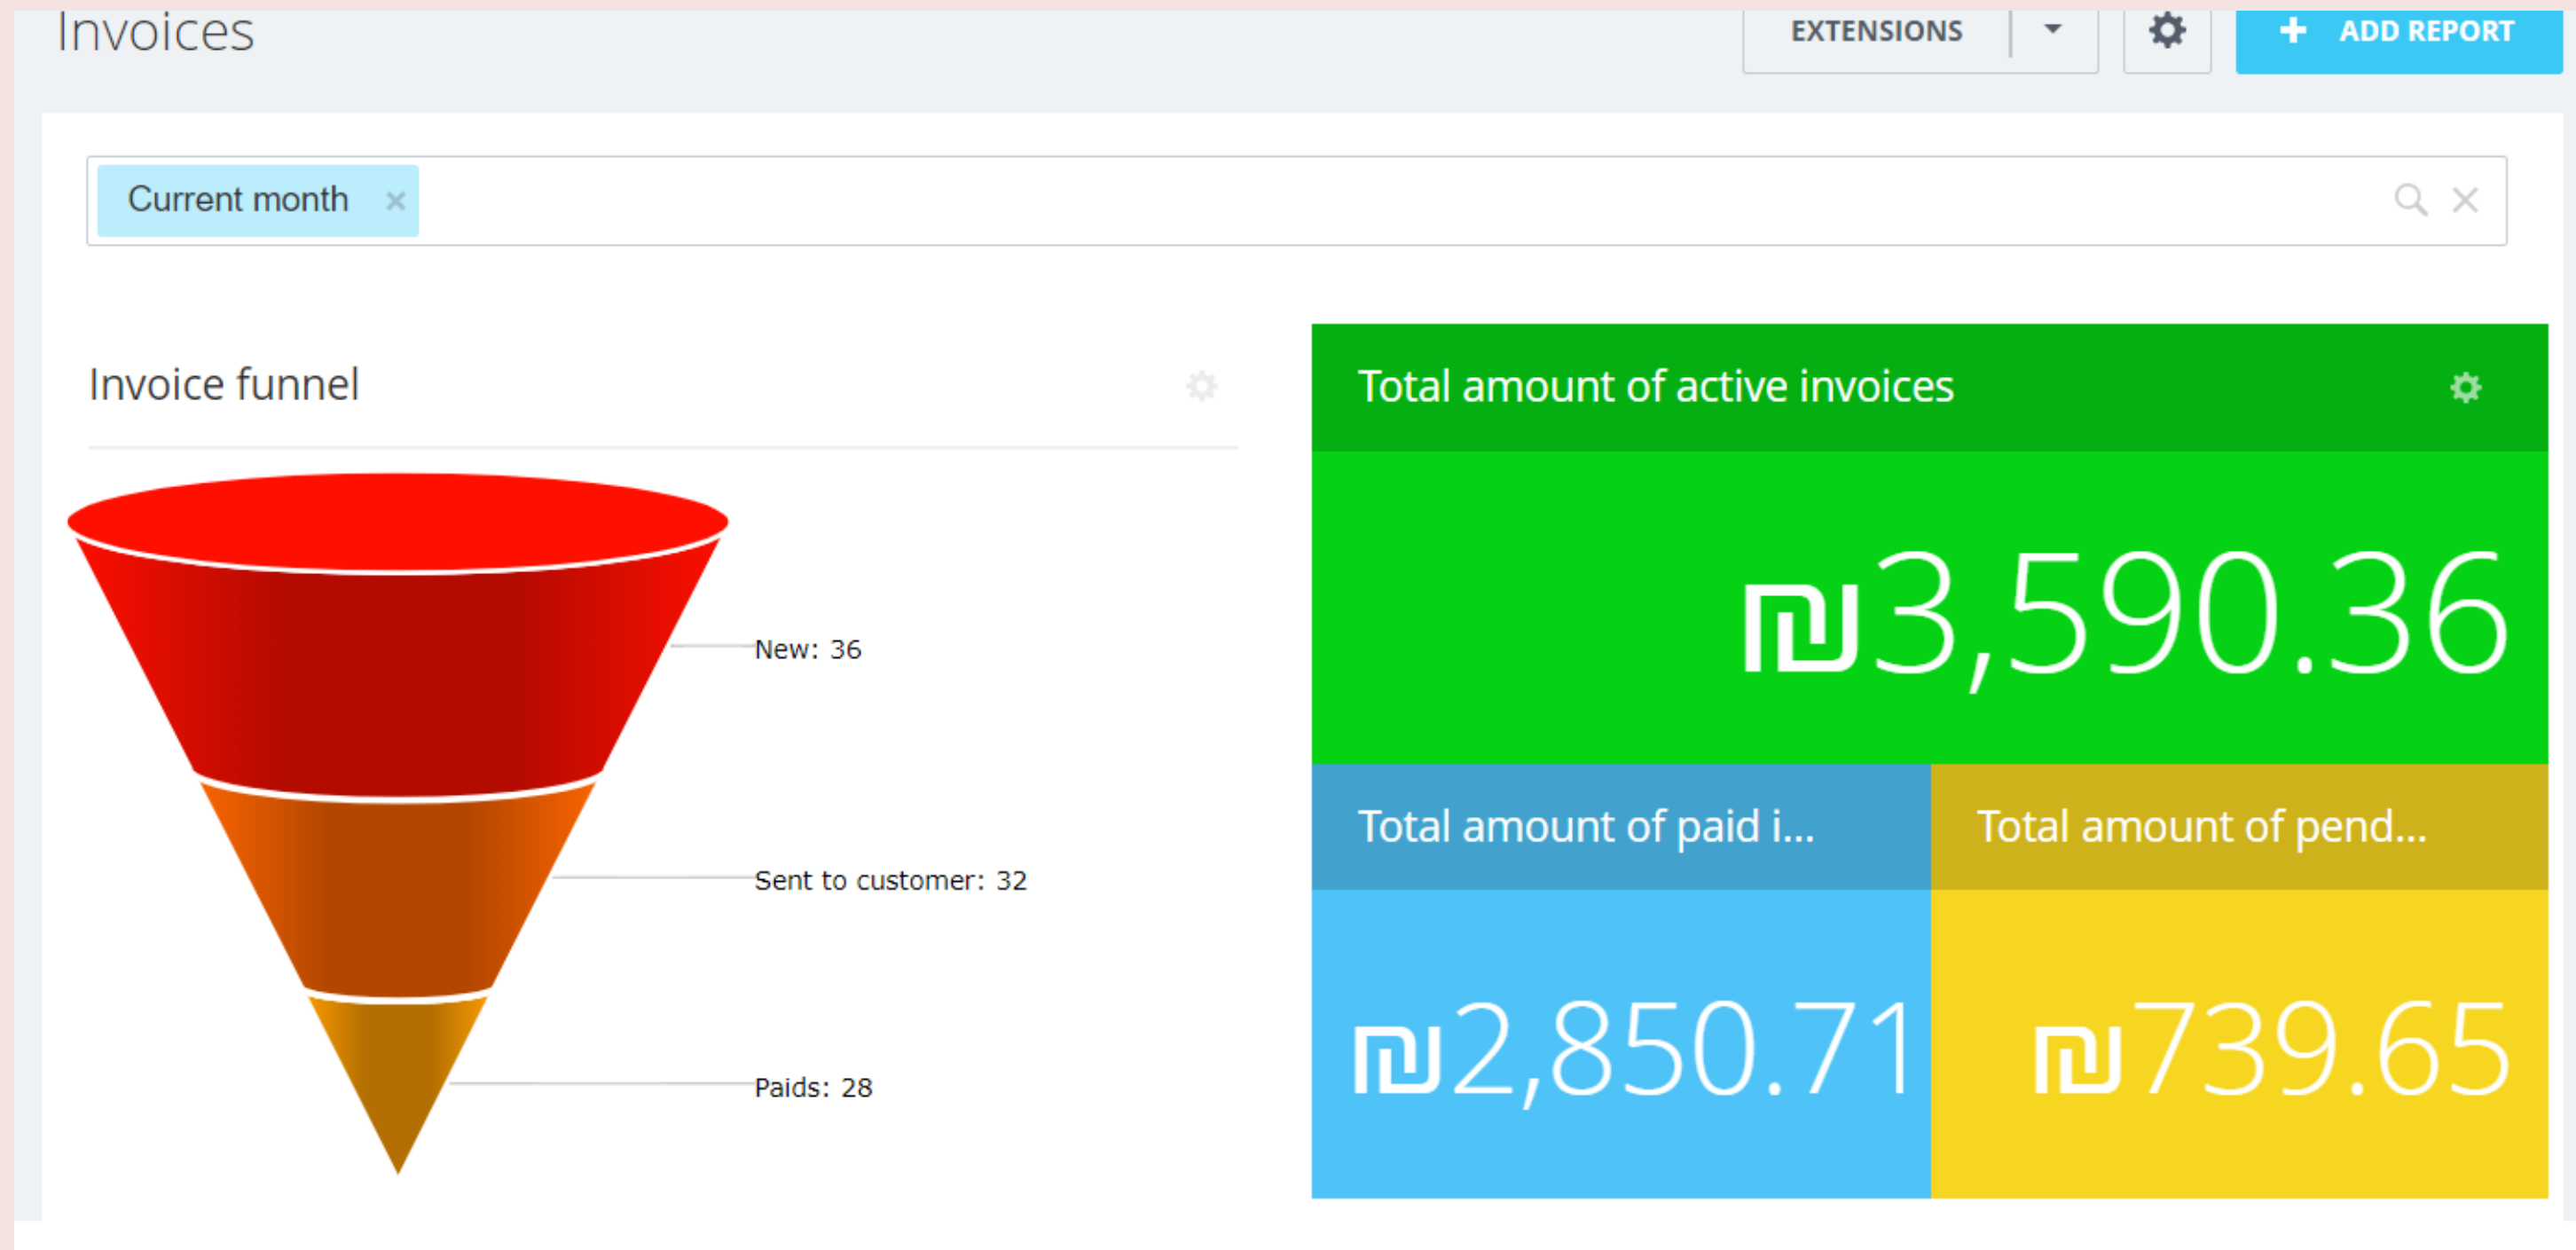 Invoices
EXTENSIONS
+ ADD REPORT
Current month ×
Invoice funnel
New: 36
Sent to customer: 32
Paids: 28
Total amount of active invoices
₪3,590.36
Total amount of paid i...
₪2,850.71
Total amount of pend...
₪739.65